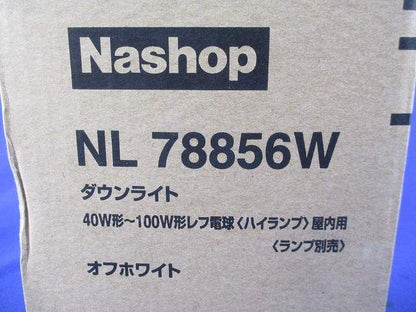 Nashop
NL 78856W
ダウンライト
40W形～100W形レフ電球〈ハイランプ〉屋内用
〈ランプ別売〉
オフホワイト